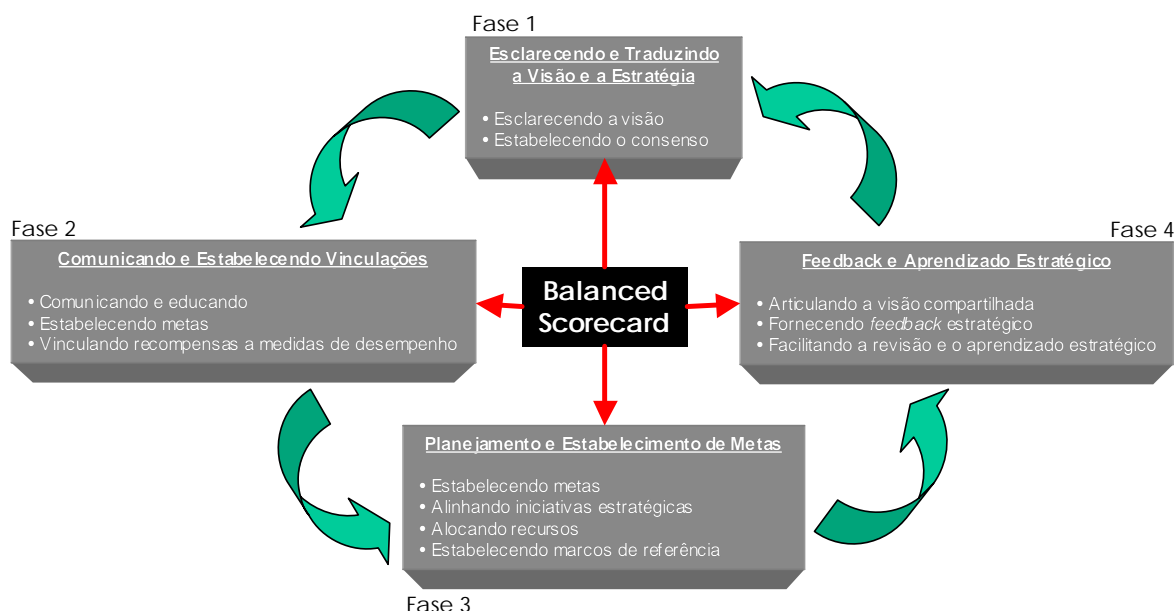 Fase 1
Esclarecendo e Traduzindo
a Visão e a Estratégia
• Esclarecendo a visão
• Estabelecendo o consenso
Fase 2
Comunicando e Estabelecendo Vinculações
• Comunicando e educando
• Estabelecendo metas
• Vinculando recompensas a medidas de desempenho
Balanced
Scorecard
Fase 4
Feedback e Aprendizado Estratégico
• Articulando a visão compartilhada
• Fornecendo feedback estratégico
• Facilitando a revisão e o aprendizado estratégico
Planejamento e Estabelecimento de Metas
• Estabelecendo metas
• Alinhando iniciativas estratégicas
• Alocando recursos
• Estabelecendo marcos de referência
Fase 3